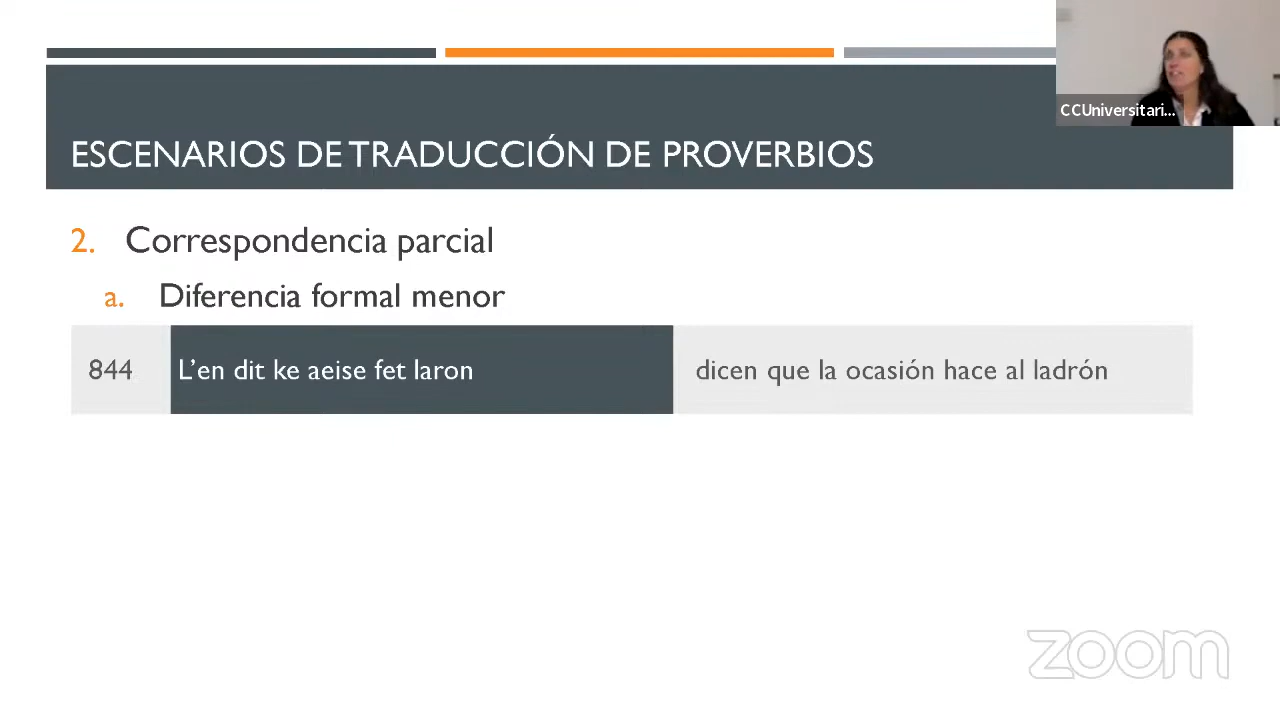 CCUniversitari...
ESCENARIOS DE TRADUCCIÓN DE PROVERBIOS
2. Correspondencia parcial
a. Diferencia formal menor
844 L'en dit ke aeise fet laron dicen que la ocasión hace al ladrón
zoom